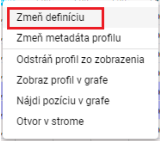 Zmeň definíciu
Zmeň metadáta profilu
Odstráň profil zo zobrazenia
Zobraz profil v grafe
Nájdi pozíciu v grafe
Otvor v strome